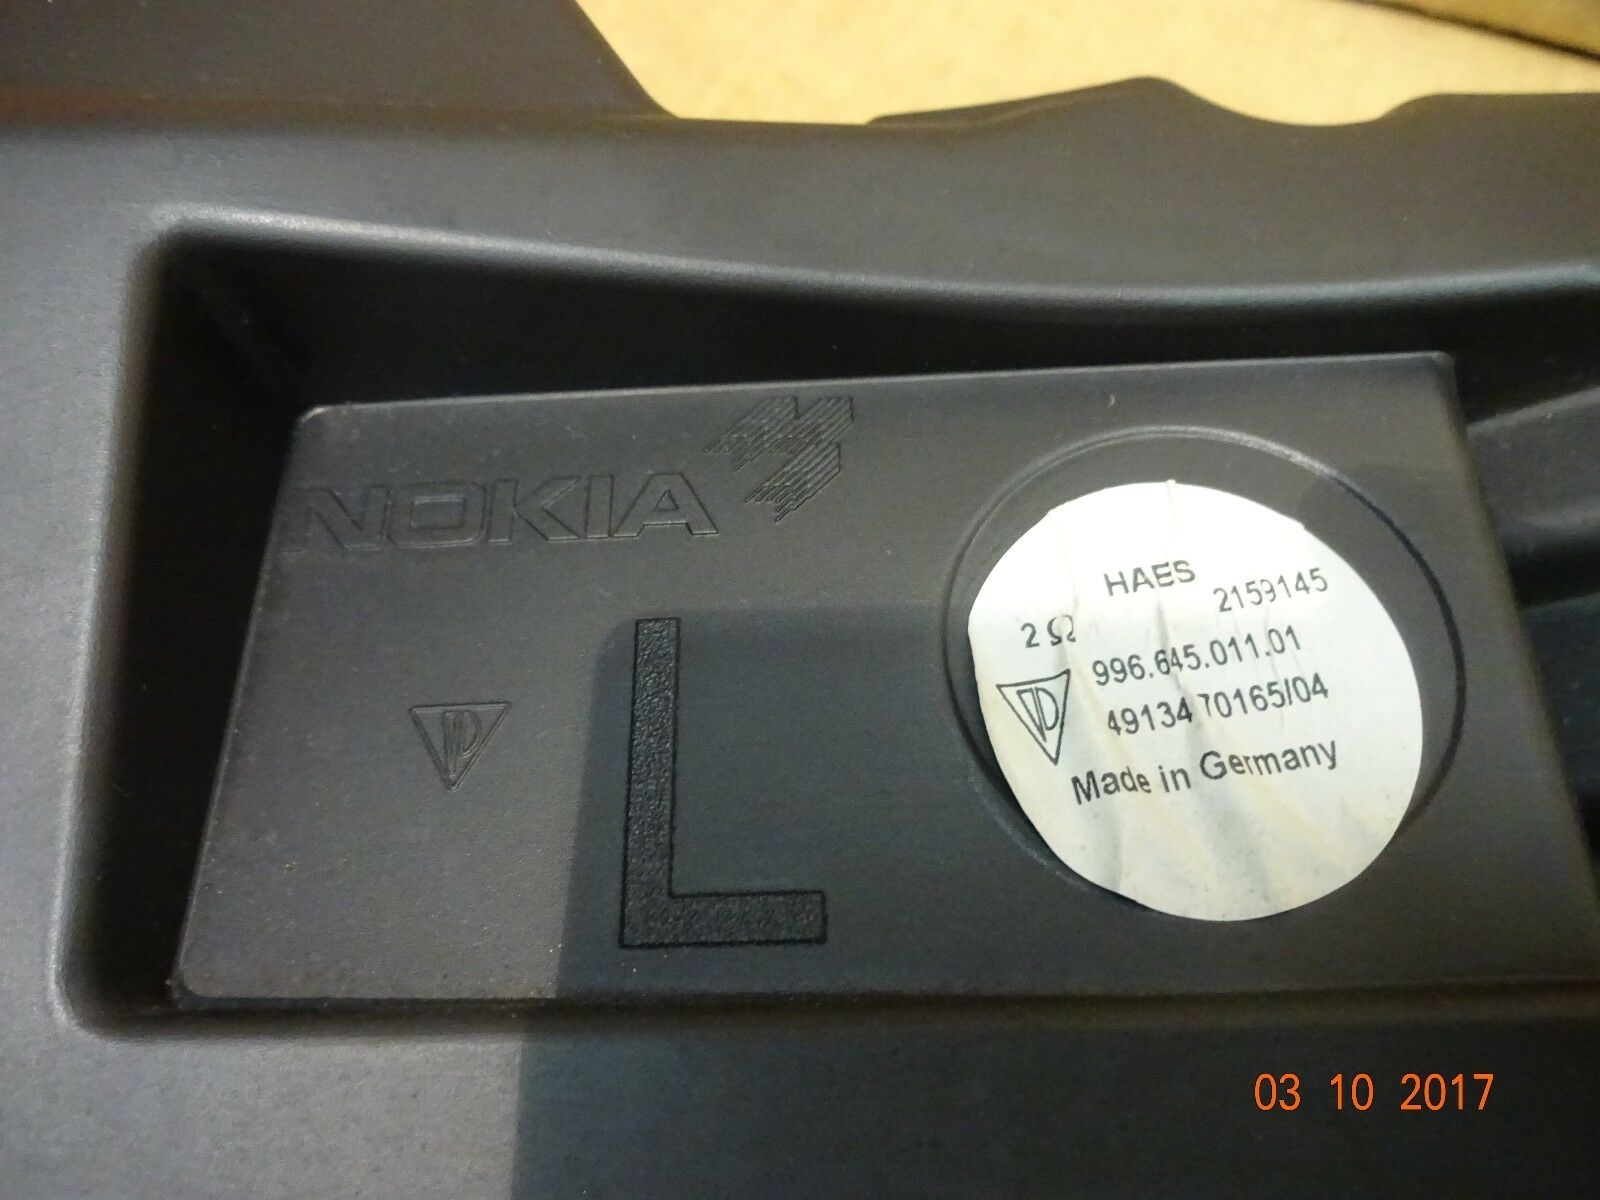 NOKIA
L
HAES
2159145
2 Ω
996.645.011.01
49134 70165/04
Made in Germany
03 10 2017